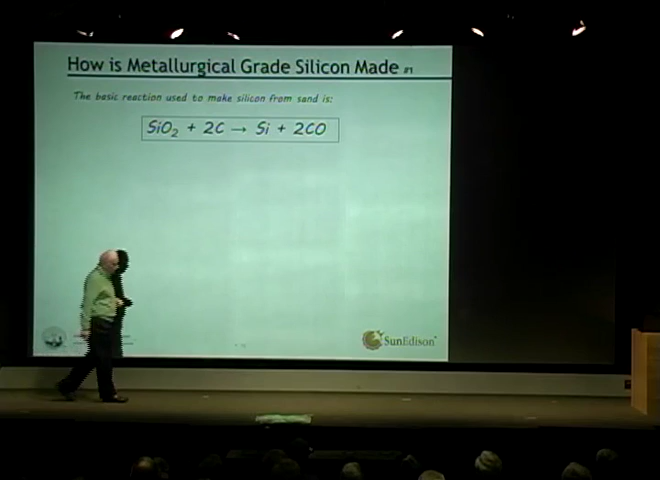 How is Metallurgical Grade Silicon Made #1
The basic reaction used to make silicon from sand is:
SiO₂ + 2C → Si + 2CO
SunEdison